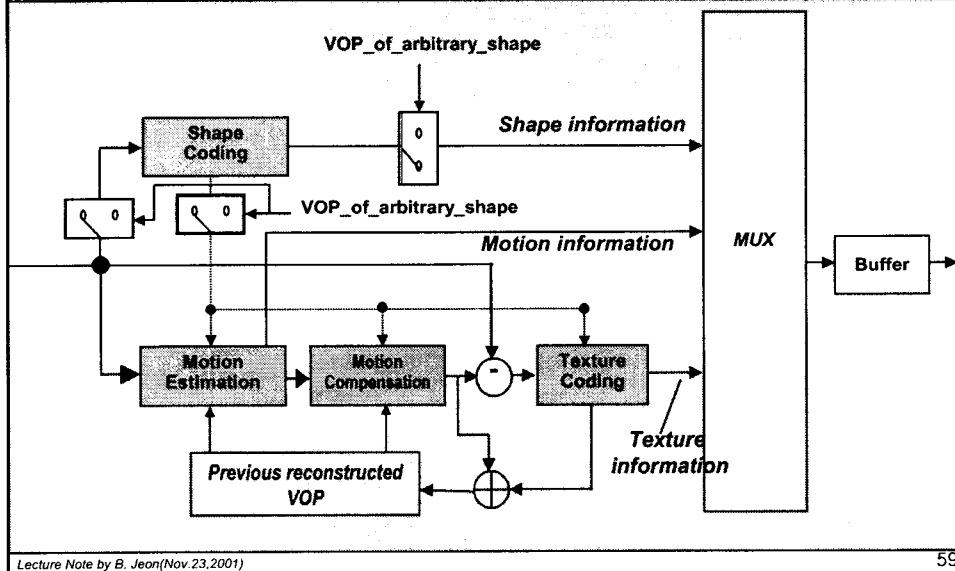 VOP_of_arbitrary_shape
Shape information
Shape
Coding
VOP_of_arbitrary_shape
Motion information
MUX
Buffer
Motion
Estimation
Motion
Compensation
-
Texture
Coding
Texture
information
Previous reconstructed
VOP
Lecture Note by B. Jeon(Nov.23,2001)
59